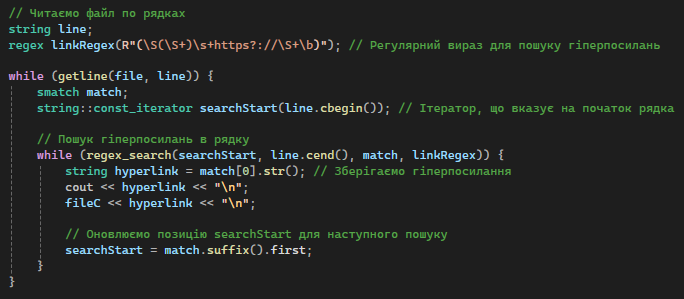 // Читаємо файл по рядках
string line;
regex linkRegex(R"(\S(\S+)\s+https?://\S+\b)"); // Регулярний вираз для пошуку гіперпосилань
while (getline(file, line)) {
smatch match;
string::const_iterator searchStart(line.cbegin()); // Ітератор, що вказує на початок рядка
// Пошук гіперпосилань в рядку
while (regex_search(searchStart, line.cend(), match, linkRegex)) {
string hyperlink = match[0].str(); // Зберігаємо гіперпосилання
cout << hyperlink << "\n";
fileC << hyperlink << "\n";
// Оновлюємо позицію searchStart для наступного пошуку
searchStart = match.suffix().first;
}
}